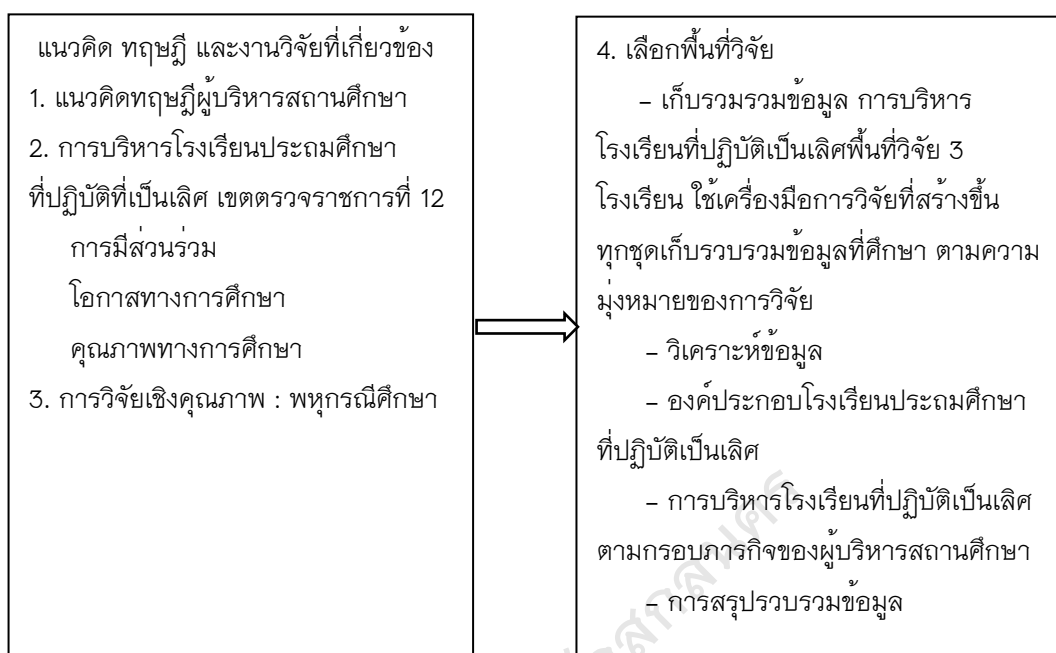 แนวคิด ทฤษฎี และงานวิจัยที่เกี่ยวข้อง
1. แนวคิดทฤษฎีผู้บริหารสถานศึกษา
2. การบริหารโรงเรียนประถมศึกษา
ที่ปฏิบัติที่เป็นเลิศ เขตตรวจราชการที่ 12
การมีส่วนร่วม
โอกาสทางการศึกษา
คุณภาพทางการศึกษา
3. การวิจัยเชิงคุณภาพ : พหุกรณีศึกษา
4. เลือกพื้นที่วิจัย
– เก็บรวมรวมข้อมูล การบริหาร
โรงเรียนที่ปฏิบัติเป็นเลิศพื้นที่วิจัย 3
โรงเรียน ใช้เครื่องมือการวิจัยที่สร้างขึ้น
ทุกชุดเก็บรวบรวมข้อมูลที่ศึกษา ตามความ
มุ่งหมายของการวิจัย
– วิเคราะห์ข้อมูล
– องค์ประกอบโรงเรียนประถมศึกษา
ที่ปฏิบัติเป็นเลิศ
– การบริหารโรงเรียนที่ปฏิบัติเป็นเลิศ
ตามกรอบภารกิจของผู้บริหารสถานศึกษา
– การสรุปรวบรวมข้อมูล